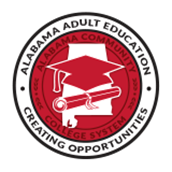 ALABAMA ADULT EDUCATION
ALABAMA COMMUNITY
COLLEGE SYSTEM
CREATING OPPORTUNITIES